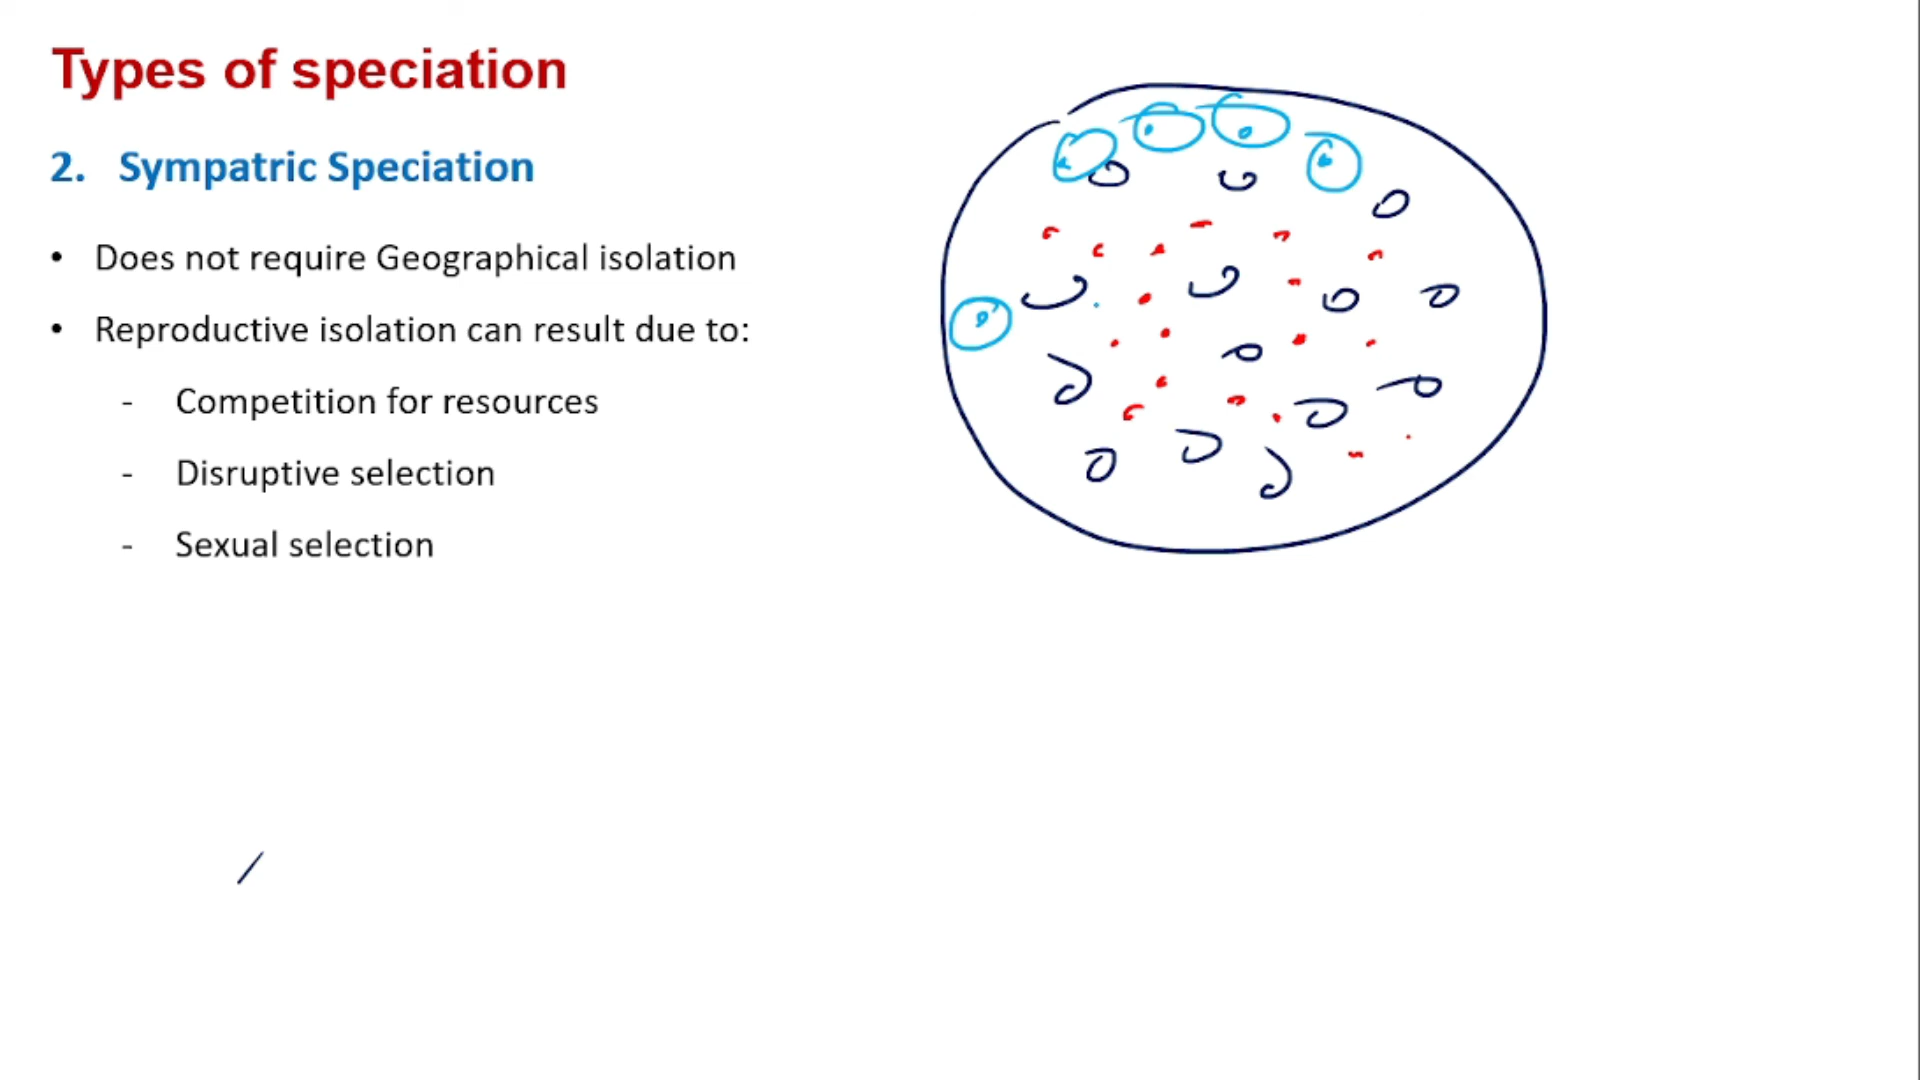 Types of speciation
2. Sympatric Speciation
• Does not require Geographical isolation
• Reproductive isolation can result due to:
- Competition for resources
- Disruptive selection
- Sexual selection